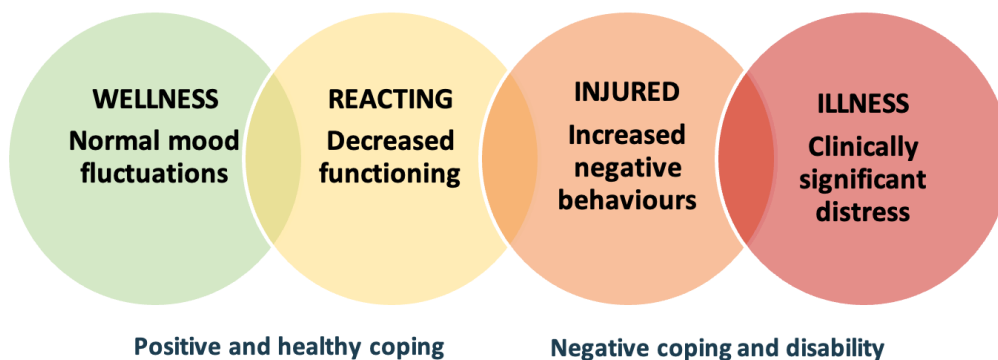 WELLNESS
Normal mood
fluctuations
REACTING
Decreased
functioning
INJURED
Increased
negative
behaviours
ILLNESS
Clinically
significant
distress
Positive and healthy coping
Negative coping and disability